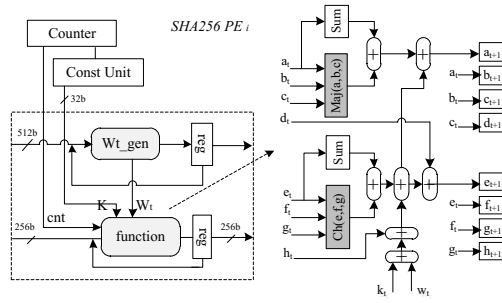 Counter
SHA256 PE i
Const Unit
32b
512b
Wt_gen
reg
K
Wt
cnt
256b
function
reg
256b
Sum
at
bt
ct
Maj(a,b,c)
dt
Sum
et
ft
gt
Ch(e,f,g)
ht
kt
wt
+
+
+
+
+
+
+
at+1
at
bt+1
bt
ct+1
ct
dt+1
et+1
et
ft+1
ft
gt+1
gt
ht+1